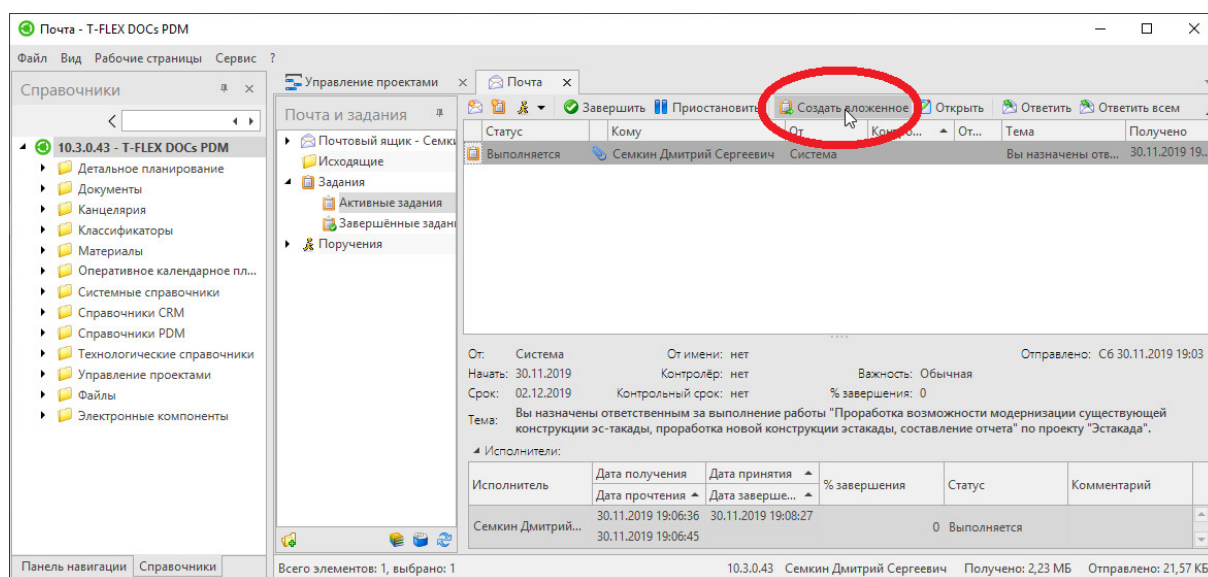 Почта - T-FLEX DOCs PDM
Файл Вид Рабочие страницы Сервис ?
Справочники
10.3.0.43 - T-FLEX DOCs PDM
Детальное планирование
Документы
Канцелярия
Классификаторы
Материалы
Оперативное календарное пл...
Системные справочники
Справочники CRM
Справочники PDM
Технологические справочники
Управление проектами
Файлы
Электронные компоненты
Панель навигации Справочники
Управление проектами Почта
Почта и задания
Почтовый ящик - Семки
Исходящие
Задания
Активные задания
Завершённые задан
Поручения
Завершить Приостановить Создать вложенное Открыть Ответить Ответить всем
Статус Кому От Контро... От... Тема Получено
Выполняется Семкин Дмитрий Сергеевич Система Вы назначены отв... 30.11.2019 19...
От: Система От имени: нет Отправлено: Сб 30.11.2019 19:03
Начать: 30.11.2019 Контролёр: нет Важность: Обычная
Срок: 02.12.2019 Контрольный срок: нет % завершения: 0
Тема: Вы назначены ответственным за выполнение работы "Проработка возможности модернизации существующей
конструкции эс-такады, проработка новой конструкции эстакады, составление отчета" по проекту "Эстакада".
Исполнители:
Исполнитель Дата получения Дата принятия % завершения Статус Комментарий
Дата прочтения Дата заверше...
Семкин Дмитрий... 30.11.2019 19:06:36 30.11.2019 19:08:27 0 Выполняется
30.11.2019 19:06:45
Всего элементов: 1, выбрано: 1 10.3.0.43 Семкин Дмитрий Сергеевич Получено: 2,23 МБ Отправлено: 21,57 КБ